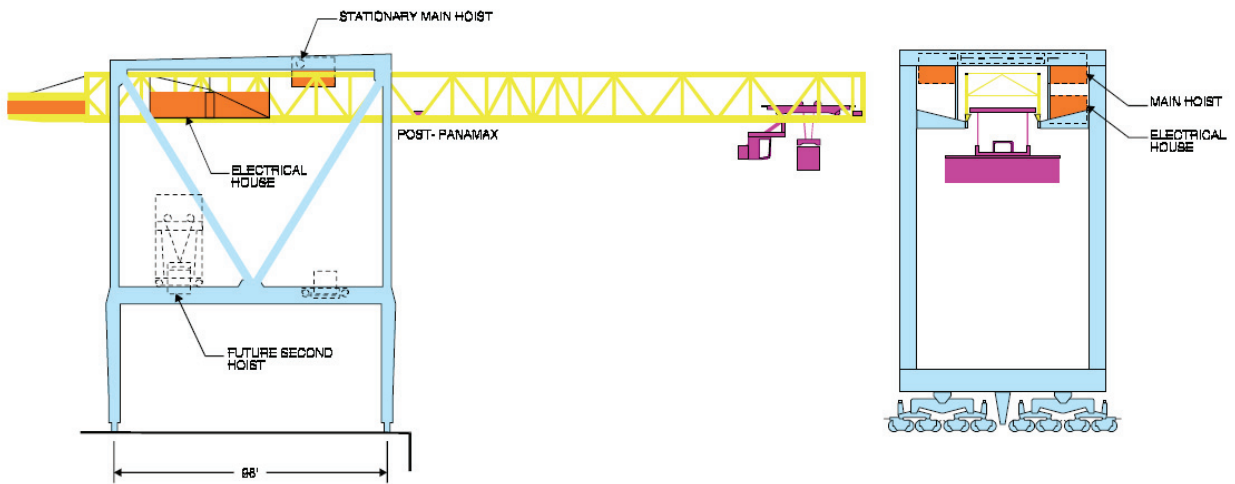 STATIONARY MAIN HOIST
POST- PANAMAX
ELECTRICAL
HOUSE
FUTURE SECOND
HOIST
MAIN HOIST
ELECTRICAL
HOUSE